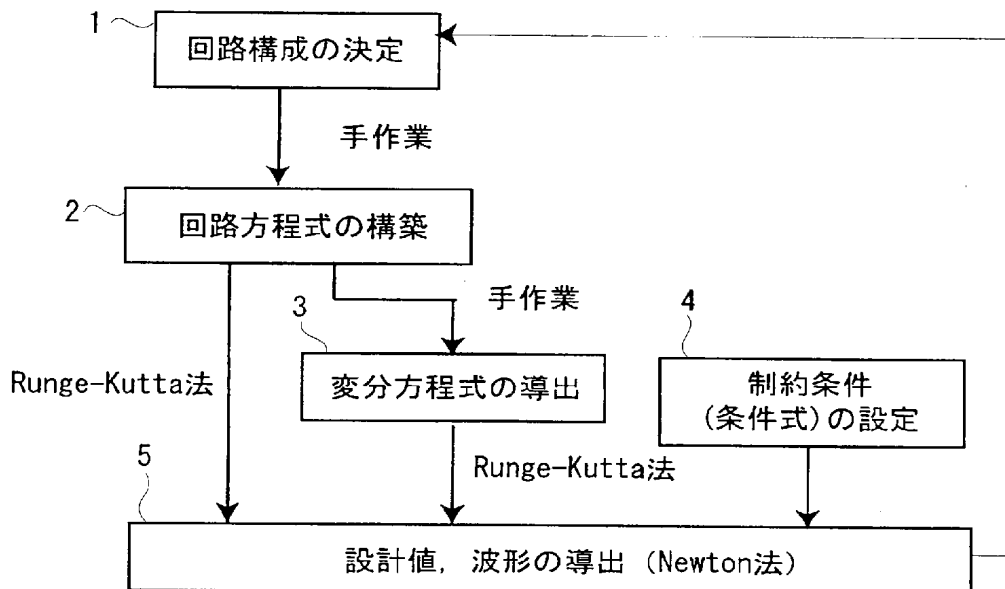 1
回路構成の決定
手作業
2
回路方程式の構築
手作業
3
4
Runge-Kutta法
変分方程式の導出
制約条件
(条件式)の設定
5
Runge-Kutta法
設計値, 波形の導出 (Newton法)